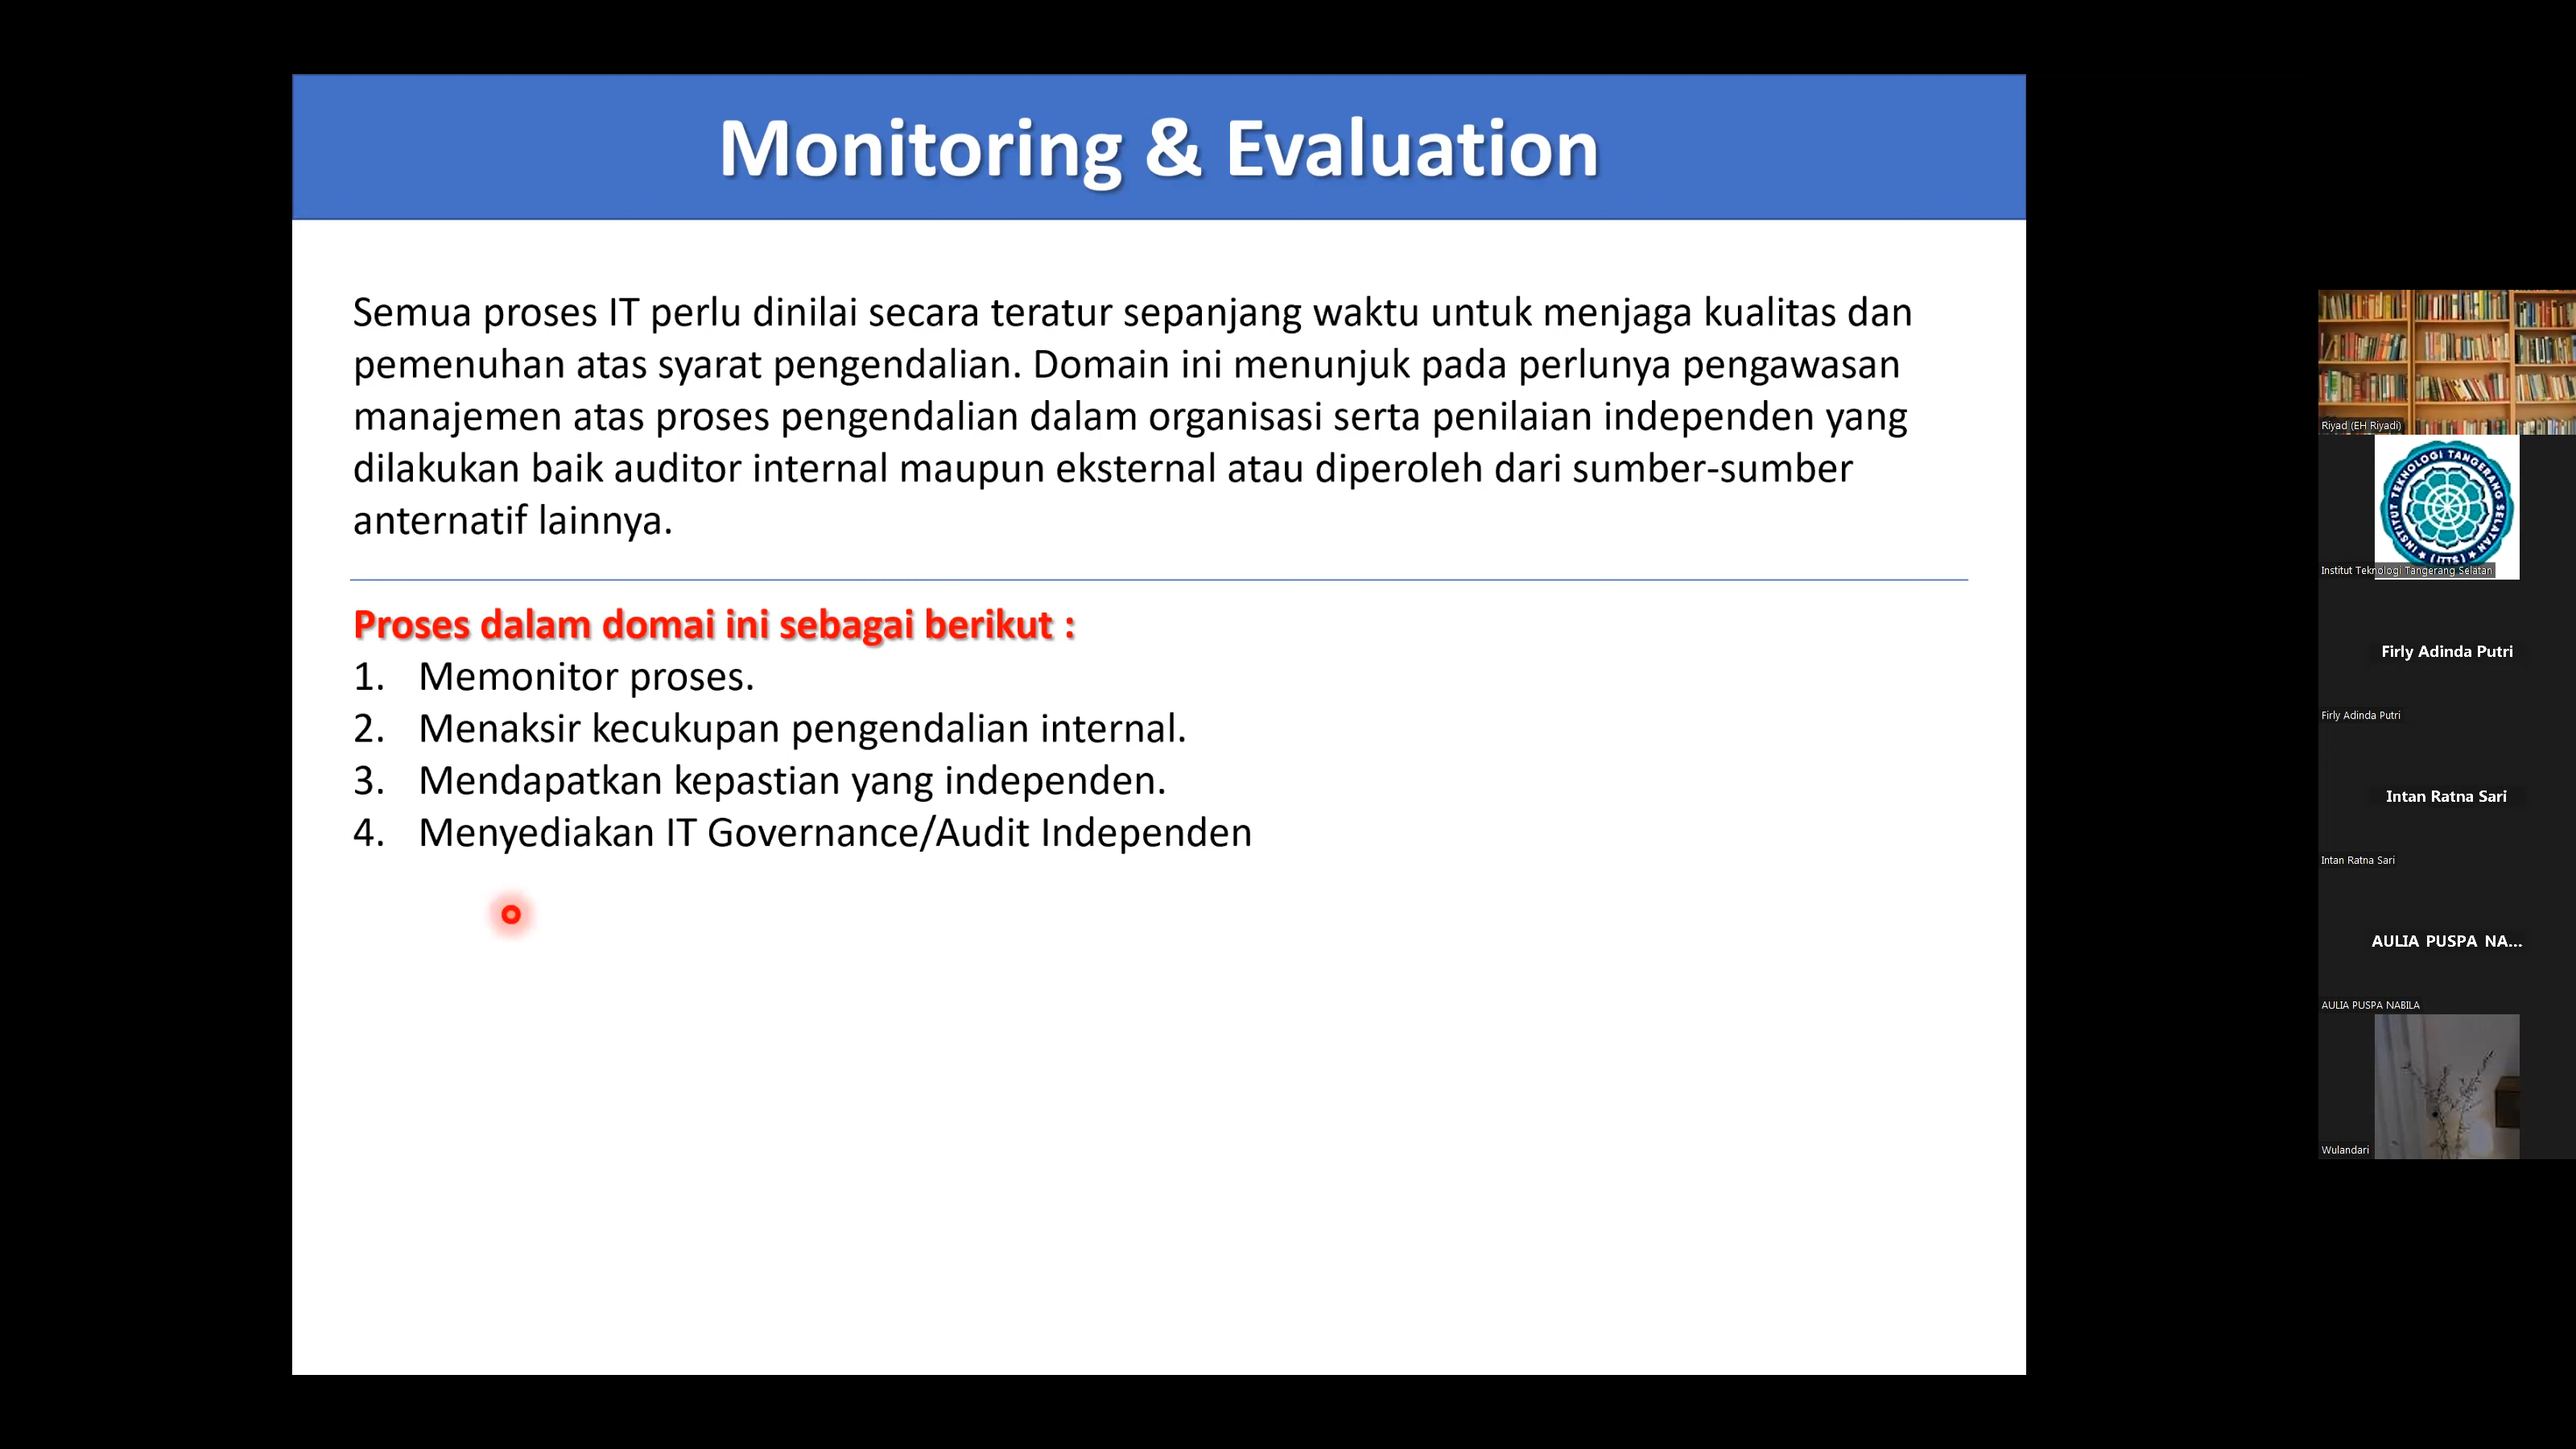 Monitoring & Evaluation
Semua proses IT perlu dinilai secara teratur sepanjang waktu untuk menjaga kualitas dan
pemenuhan atas syarat pengendalian. Domain ini menunjuk pada perlunya pengawasan
manajemen atas proses pengendalian dalam organisasi serta penilaian independen yang
dilakukan baik auditor internal maupun eksternal atau diperoleh dari sumber-sumber
anternatif lainnya.
Proses dalam domai ini sebagai berikut :
1. Memonitor proses.
2. Menaksir kecukupan pengendalian internal.
3. Mendapatkan kepastian yang independen.
4. Menyediakan IT Governance/Audit Independen
Riyad (EH Riyadi)
INSTITUT TEKNOLOGI TANGERANG SELATAN
(ITTS)
Institut Teknologi Tangerang Selatan
Firly Adinda Putri
Firly Adinda Putri
Intan Ratna Sari
Intan Ratna Sari
AULIA PUSPA NA...
AULIA PUSPA NABILA
Wulandari